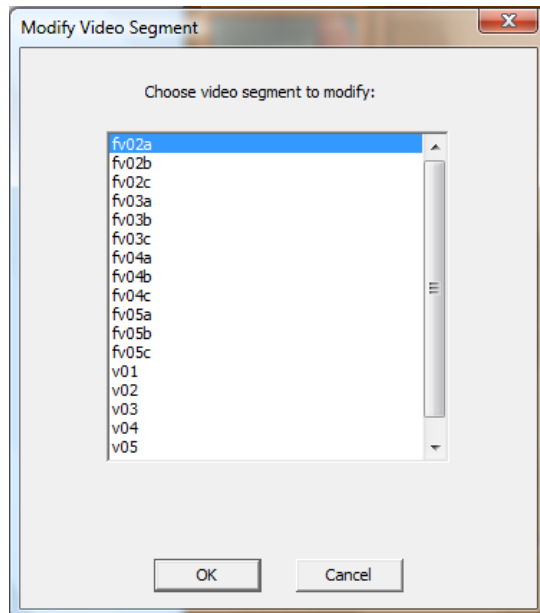 Modify Video Segment
Choose video segment to modify:
fv02a
fv02b
fv02c
fv03a
fv03b
fv03c
fv04a
fv04b
fv04c
fv05a
fv05b
fv05c
v01
v02
v03
v04
v05
OK
Cancel